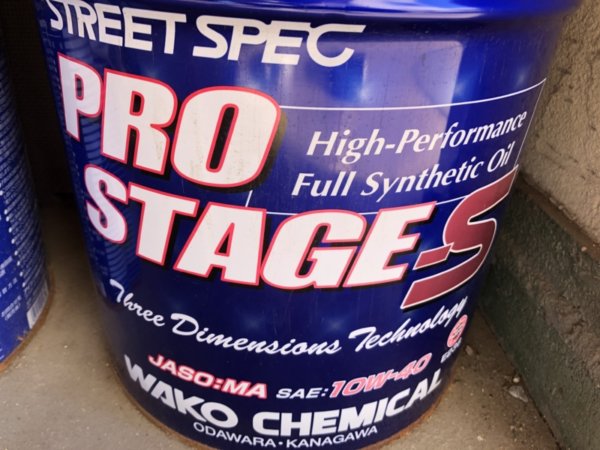 STREET SPEC
PRO
STAGE-S
High-Performance
Full Synthetic Oil
Three Dimensions Technology
JASO:MA SAE:10W-40
WAKO CHEMICAL
ODAWARA·KANAGAWA